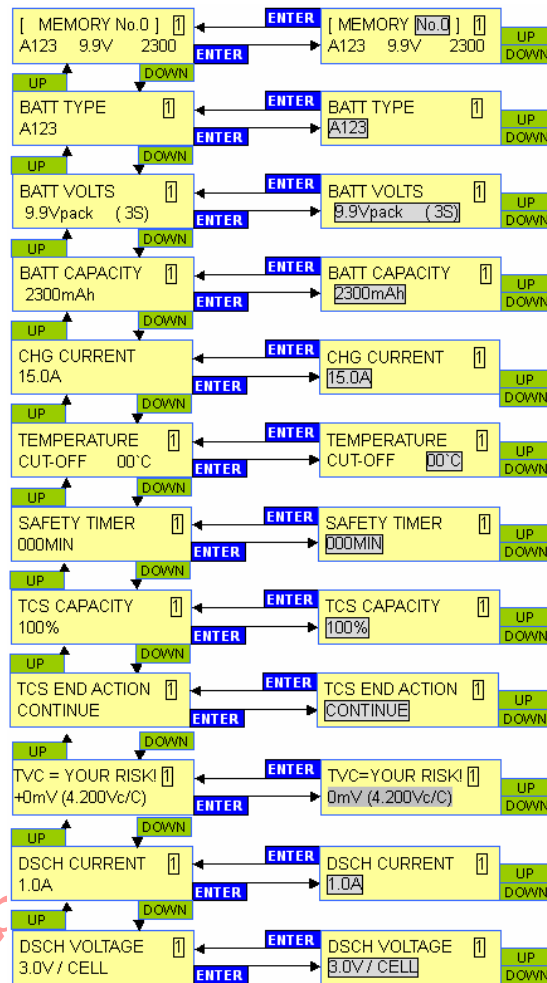 [ MEMORY No.0 ] 1 ENTER [ MEMORY No.0 ] 1
A123 9.9V 2300 ENTER A123 9.9V 2300 UP DOWN
UP DOWN
BATT TYPE 1 ENTER BATT TYPE 1
A123 ENTER A123 UP DOWN
UP DOWN
BATT VOLTS 1 ENTER BATT VOLTS 1
9.9Vpack (3S) ENTER 9.9Vpack (3S) UP DOWN
UP DOWN
BATT CAPACITY 1 ENTER BATT CAPACITY 1
2300mAh ENTER 2300mAh UP DOWN
UP DOWN
CHG CURRENT ENTER CHG CURRENT 1
15.0A ENTER 15.0A UP DOWN
UP DOWN
TEMPERATURE 1 ENTER TEMPERATURE 1
CUT-OFF 00`C ENTER CUT-OFF 00`C UP DOWN
UP DOWN
SAFETY TIMER 1 ENTER SAFETY TIMER 1
000MIN ENTER 000MIN UP DOWN
UP DOWN
TCS CAPACITY 1 ENTER TCS CAPACITY 1
100% ENTER 100% UP DOWN
UP DOWN
TCS END ACTION 1 ENTER TCS END ACTION 1
CONTINUE ENTER CONTINUE UP DOWN
UP DOWN
TVC = YOUR RISK! 1 ENTER TVC=YOUR RISK! 1
+0mV (4.200Vc/C) ENTER 0mV (4.200Vc/C) UP DOWN
UP DOWN
DSCH CURRENT 1 ENTER DSCH CURRENT 1
1.0A ENTER 1.0A UP DOWN
UP DOWN
DSCH VOLTAGE 1 ENTER DSCH VOLTAGE 1
3.0V / CELL ENTER 3.0V / CELL UP DOWN